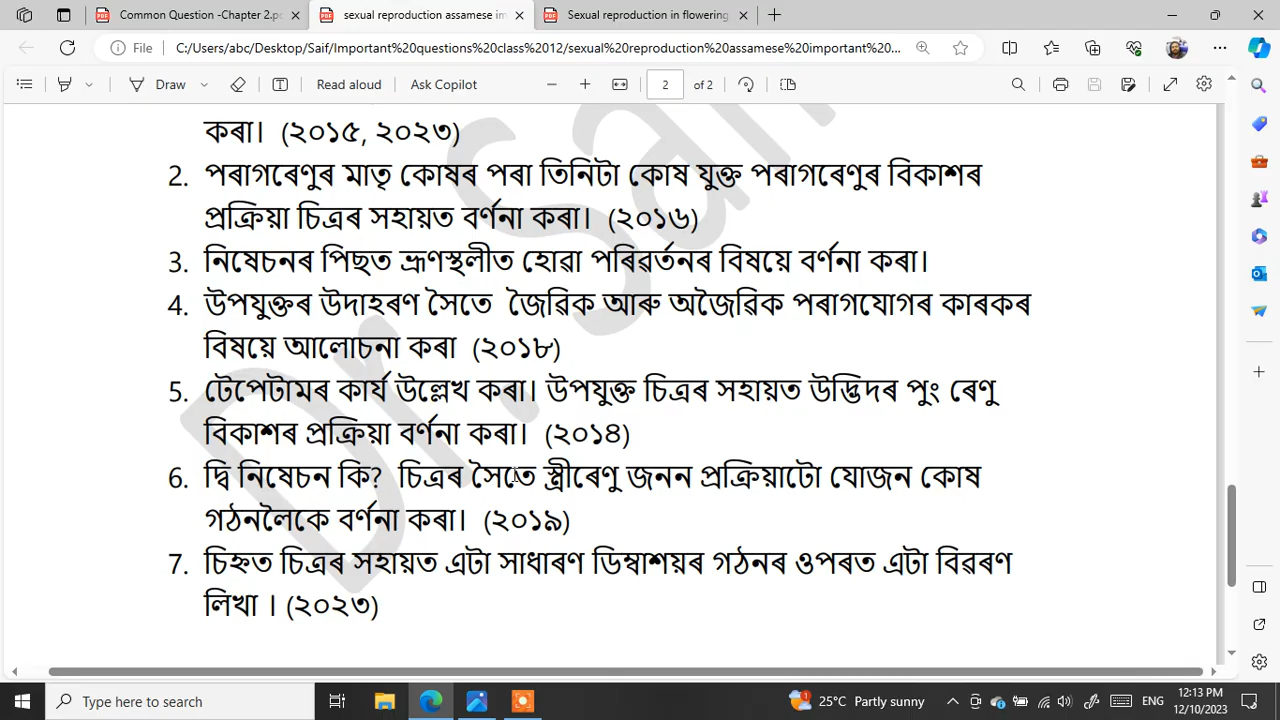 Common Question -Chapter 2.pdf
sexual reproduction assamese im
Sexual reproduction in flowering
File
C:/Users/abc/Desktop/Saif/Important%20questions%20class%2012/sexual%20reproduction%20assamese%20important%20...
Draw
Read aloud
Ask Copilot
2
of 2
কৰা। (২০১৫, ২০২৩)
2. পৰাগৰেণুৰ মাতৃ কোষৰ পৰা তিনিটা কোষ যুক্ত পৰাগৰেণুৰ বিকাশৰ
প্ৰক্ৰিয়া চিত্ৰৰ সহায়ত বৰ্ণনা কৰা। (২০১৬)
3. নিষেচনৰ পিছত ভ্ৰূণস্থলীত হোৱা পৰিৱৰ্তনৰ বিষয়ে বৰ্ণনা কৰা।
4. উপযুক্তৰ উদাহৰণ সৈতে জৈৱিক আৰু অজৈৱিক পৰাগযোগৰ কাৰকৰ
বিষয়ে আলোচনা কৰা (২০১৮)
5. টেপেটামৰ কাৰ্য উল্লেখ কৰা। উপযুক্ত চিত্ৰৰ সহায়ত উদ্ভিদৰ পুং ৰেণু
বিকাশৰ প্ৰক্ৰিয়া বৰ্ণনা কৰা। (২০১৪)
6. দ্বি নিষেচন কি? চিত্ৰৰ সৈতে স্ত্ৰীৰেণু জনন প্ৰক্ৰিয়াটো যোজন কোষ
গঠনলৈকে বৰ্ণনা কৰা। (২০১৯)
7. চিহ্নত চিত্ৰৰ সহায়ত এটা সাধাৰণ ডিম্বাশয়ৰ গঠনৰ ওপৰত এটা বিৱৰণ
লিখা । (২০২৩)
Type here to search
25°C Partly sunny
ENG
12:13 PM
12/10/2023